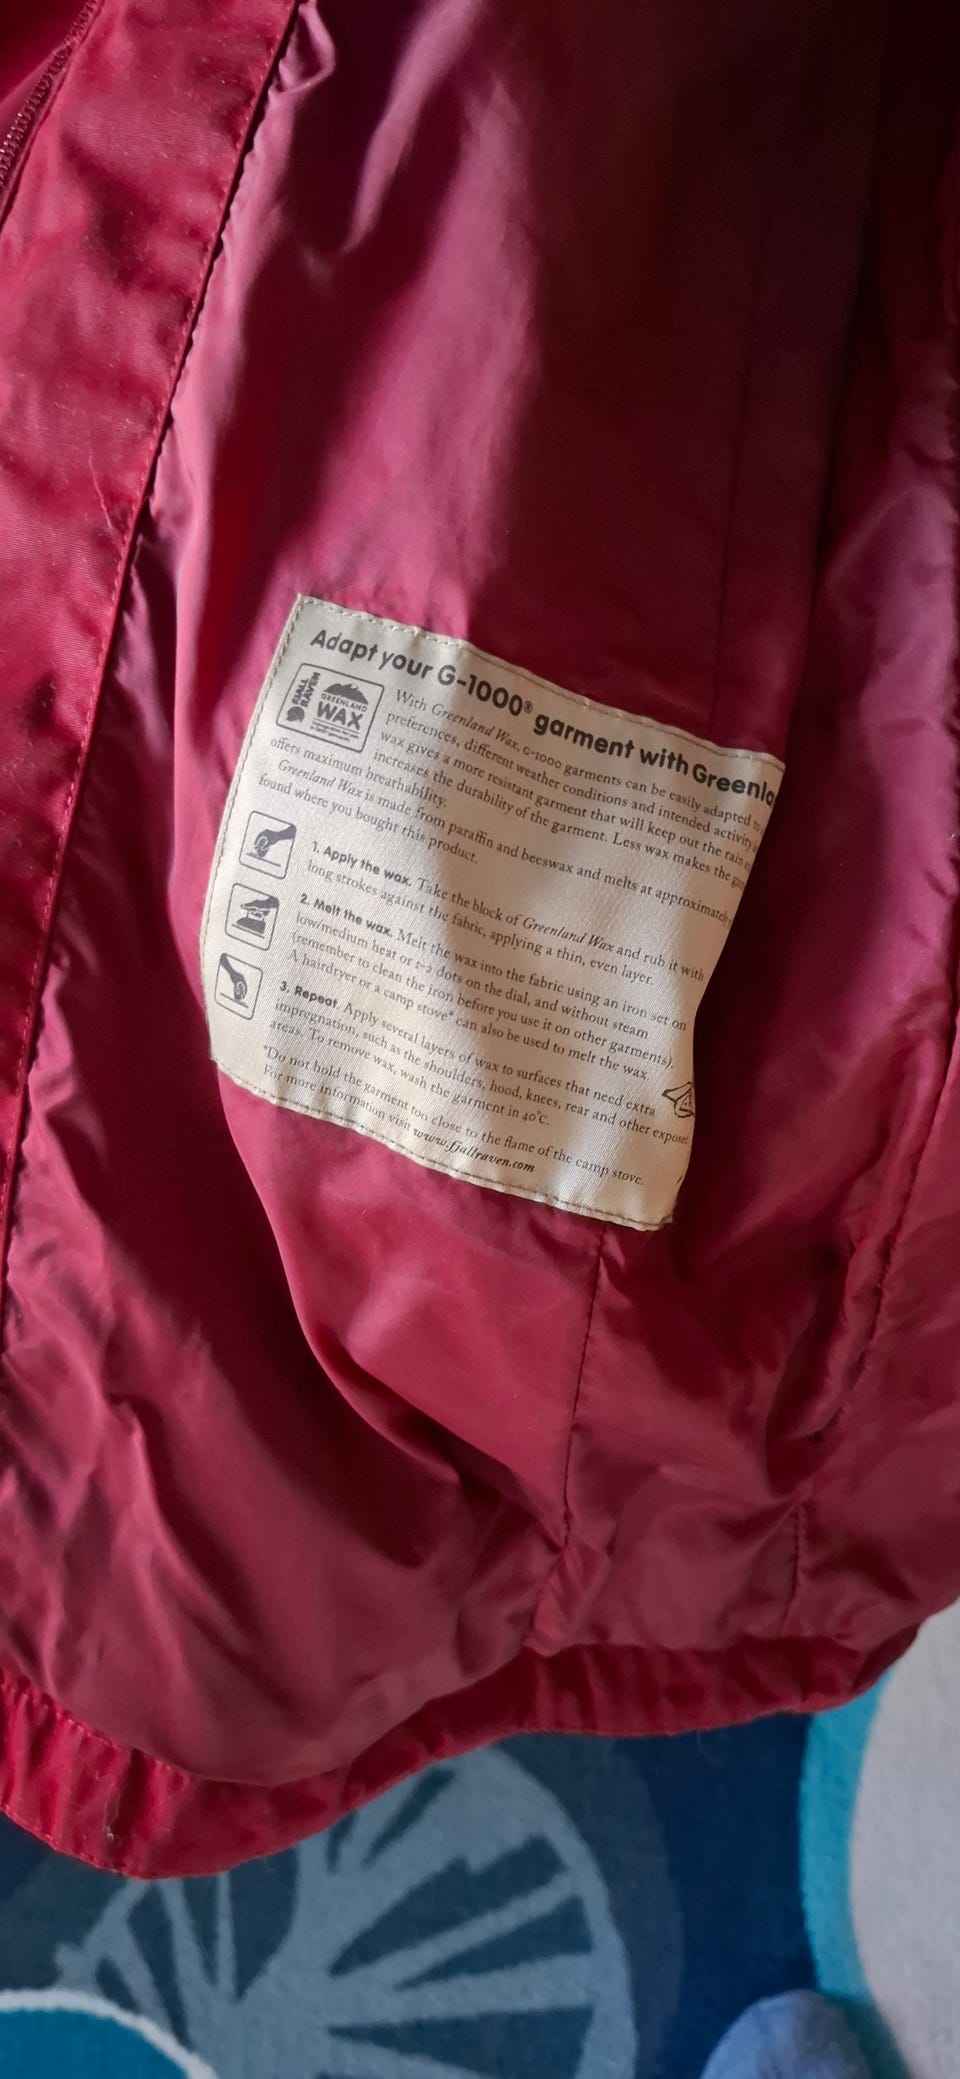 Adapt your G-1000® garment with Greenla
FJALL
RAVEN
GREENLAND
WAX
With Greenland Wax, G-1000 garments can be easily adapted to
preferences, different weather conditions and intended activity
wax gives a more resistant garment that will keep out the rain
increases the durability of the garment. Less wax makes the
offers maximum breathability.
Greenland Wax is made from paraffin and beeswax and melts at approximately
found where you bought this product.
1. Apply the wax. Take the block of Greenland Wax and rub it with
long strokes against the fabric, applying a thin, even layer.
2. Melt the wax. Melt the wax into the fabric using an iron set on
low/medium heat or 1-2 dots on the dial, and without steam
(remember to clean the iron before you use it on other garments).
A hairdryer or a camp stove* can also be used to melt the wax
3. Repeat. Apply several layers of wax to surfaces that need extra
impregnation, such as the shoulders, hood, knees, rear and other exposed
areas. To remove wax, wash the garment in 40°C.
*Do not hold the garment too close to the flame of the camp stove.
For more information visit www.fjallraven.com